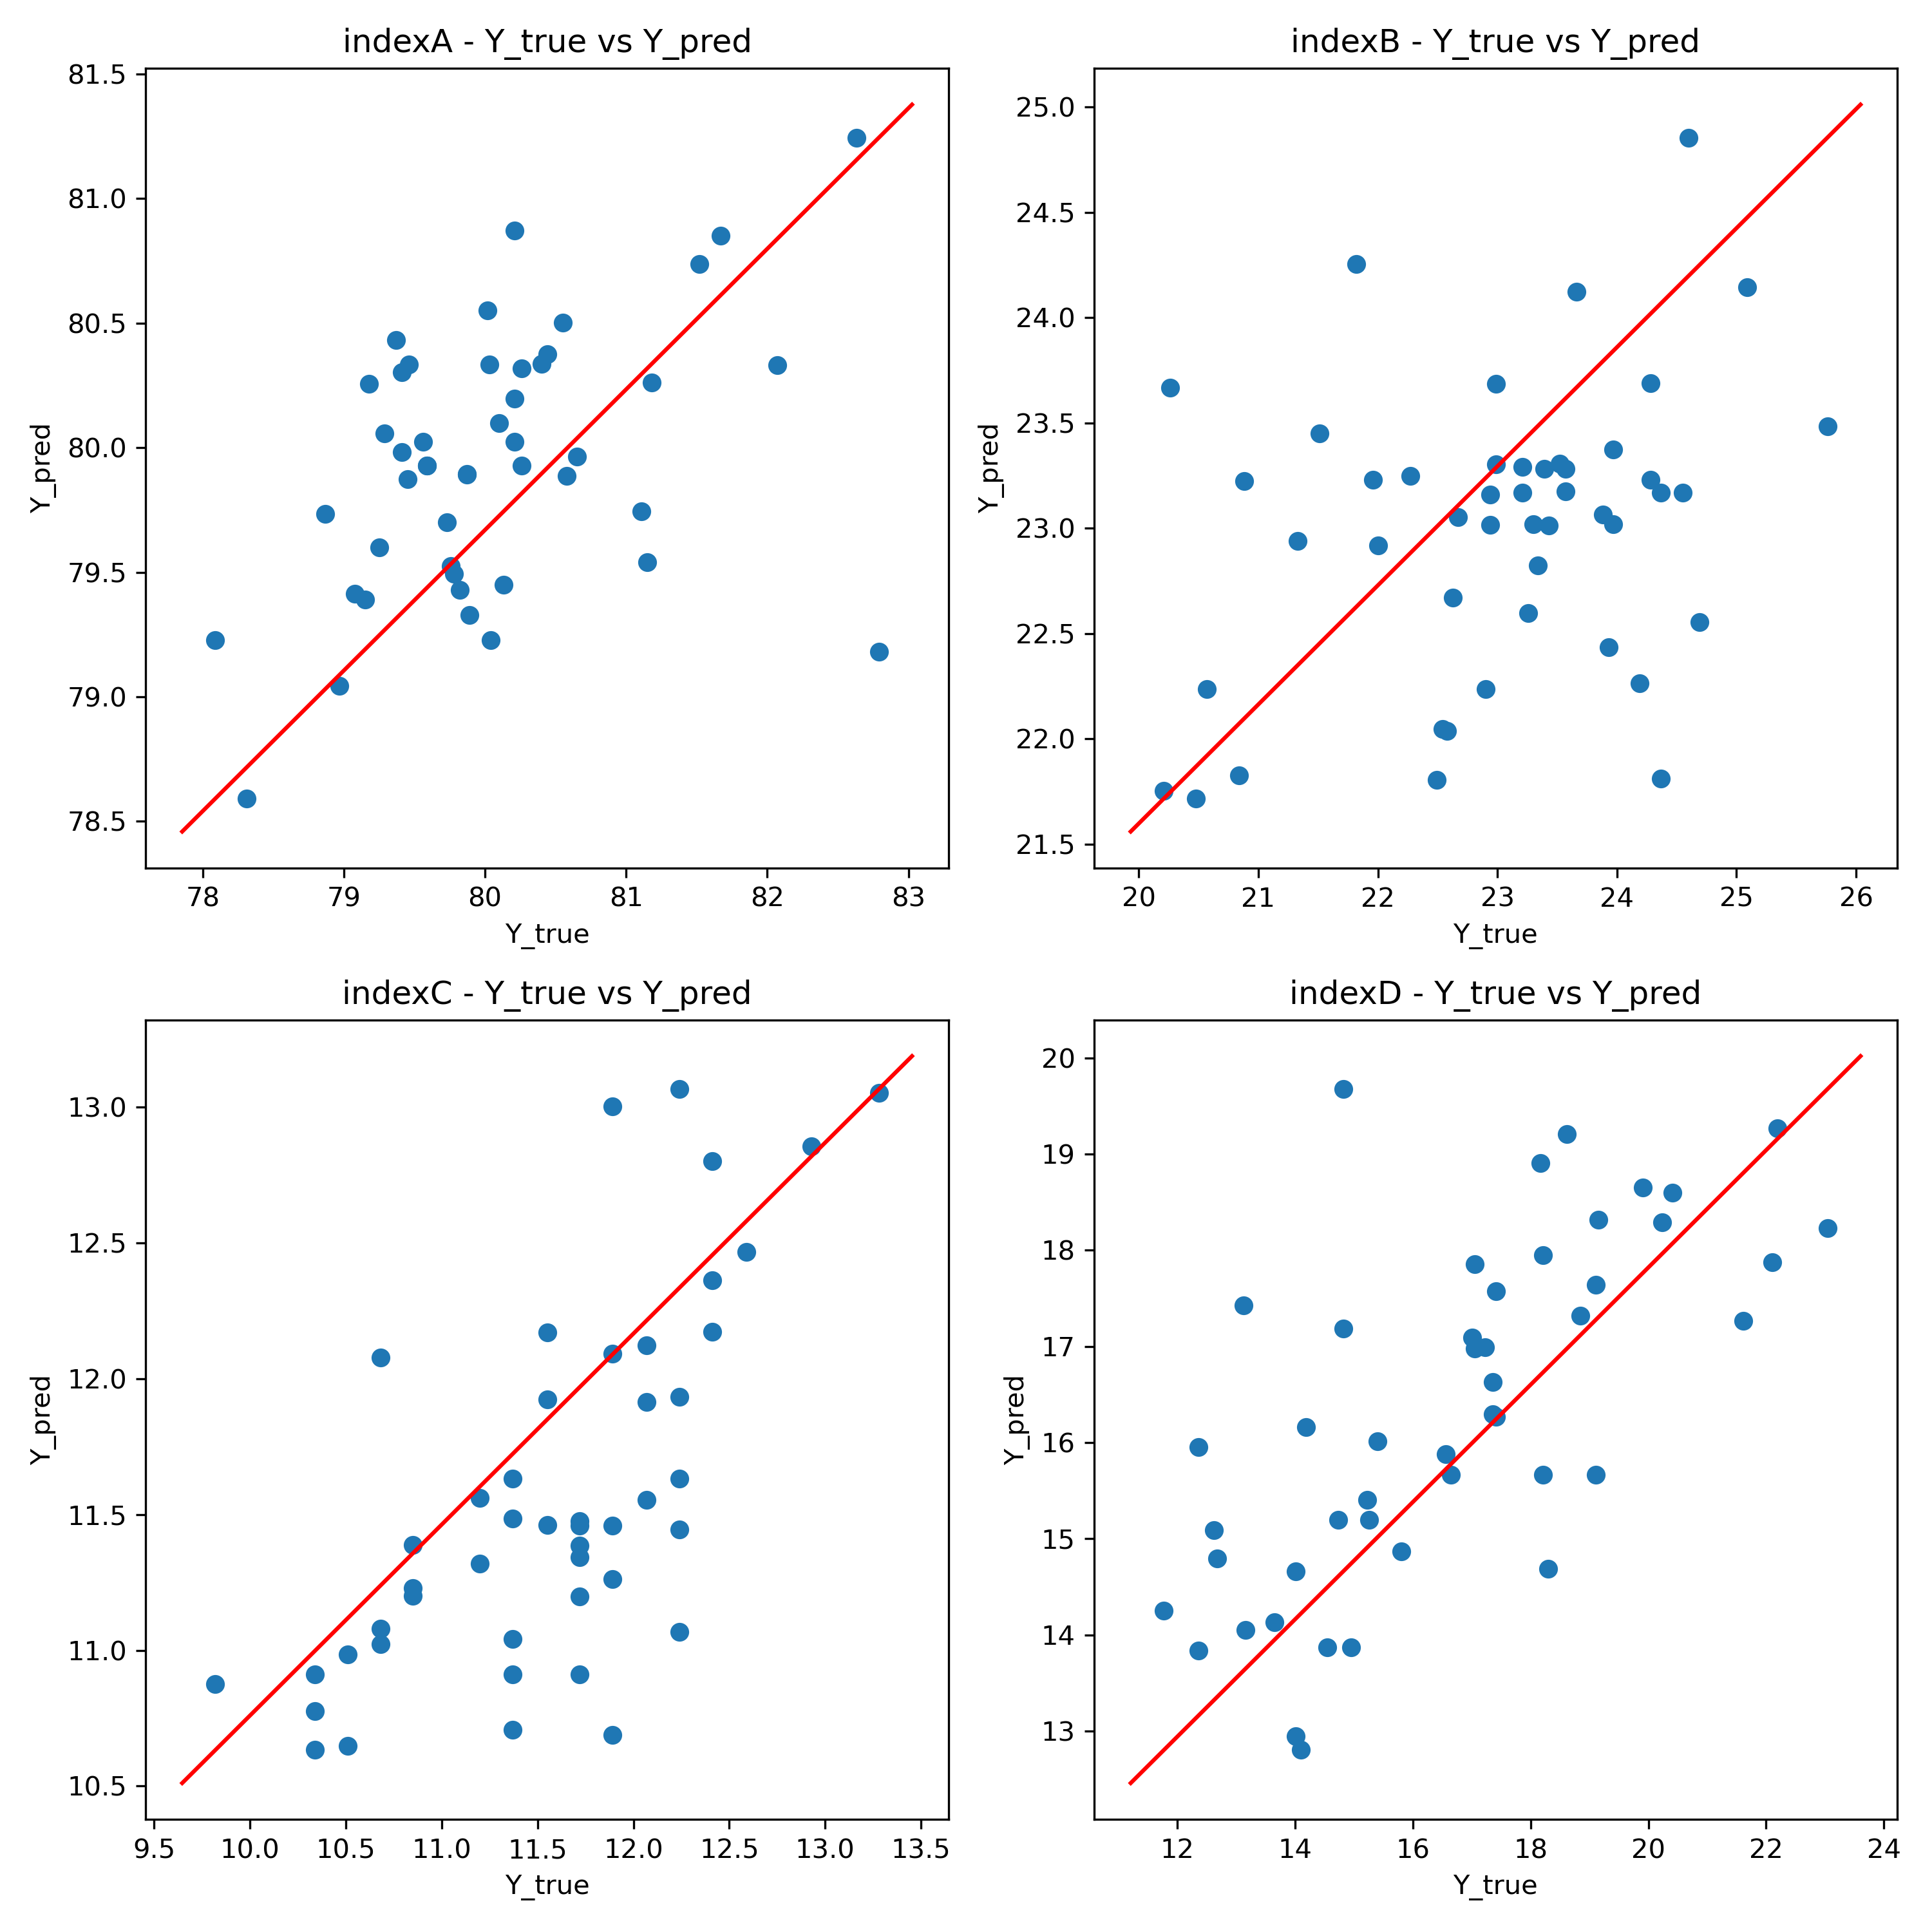 indexA - Y_true vs Y_pred
81.5
81.0
80.5
80.0
79.5
79.0
78.5
Y_pred
78 79 80 81 82 83
Y_true
indexB - Y_true vs Y_pred
25.0
24.5
24.0
23.5
23.0
22.5
22.0
21.5
Y_pred
20 21 22 23 24 25 26
Y_true
indexC - Y_true vs Y_pred
13.0
12.5
12.0
11.5
11.0
10.5
Y_pred
9.5 10.0 10.5 11.0 11.5 12.0 12.5 13.0 13.5
Y_true
indexD - Y_true vs Y_pred
20
19
18
17
16
15
14
13
Y_pred
12 14 16 18 20 22 24
Y_true